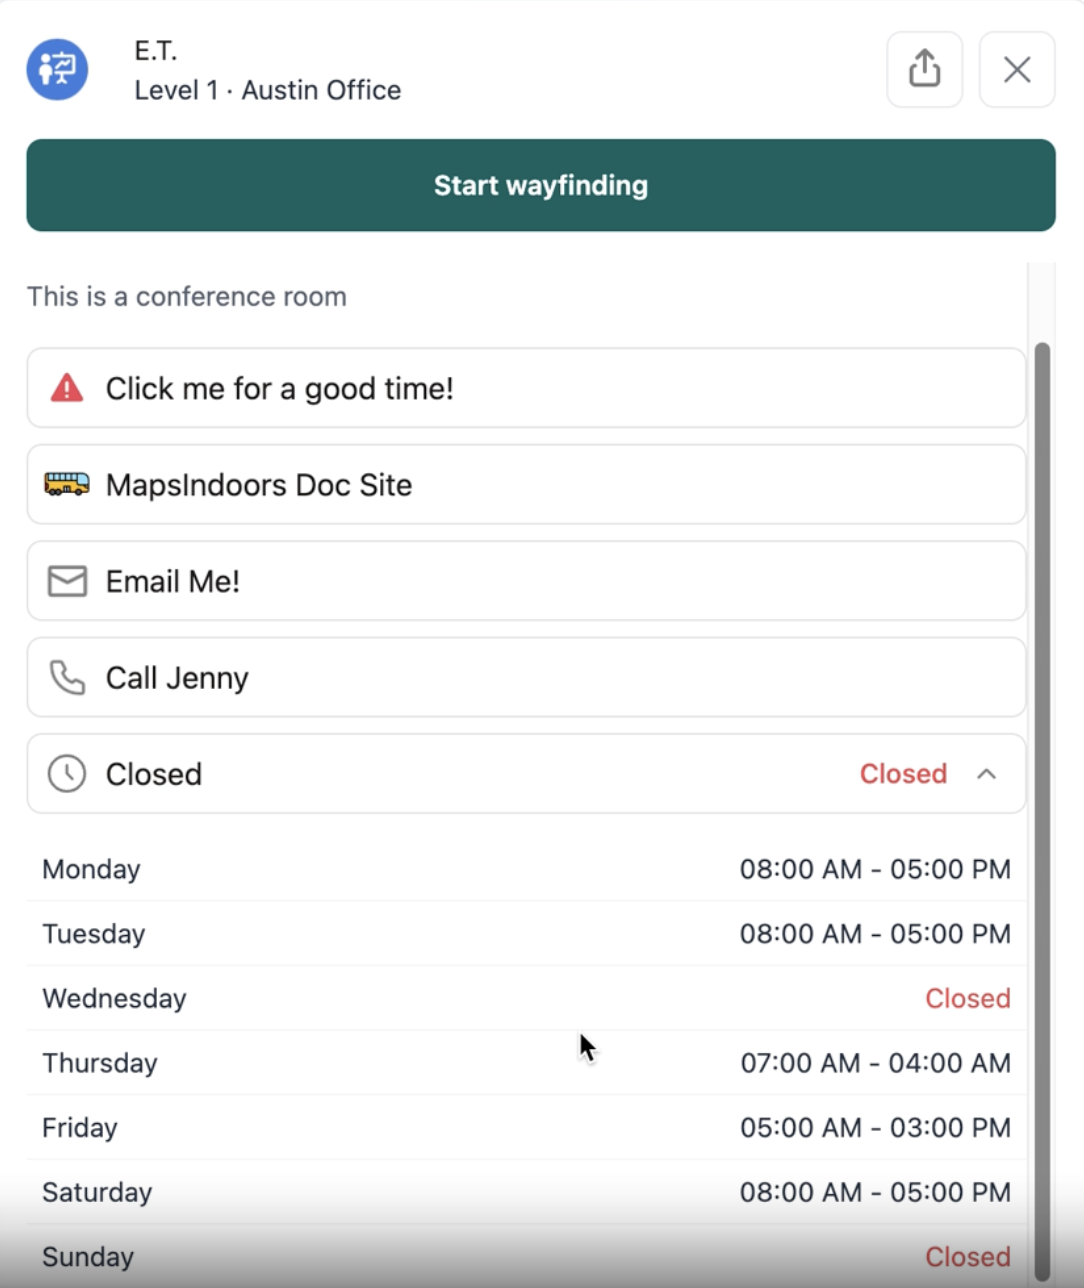 E.T.
Level 1 · Austin Office
Start wayfinding
This is a conference room
Click me for a good time!
MapsIndoors Doc Site
Email Me!
Call Jenny
Closed Closed
Monday 08:00 AM - 05:00 PM
Tuesday 08:00 AM - 05:00 PM
Wednesday Closed
Thursday 07:00 AM - 04:00 AM
Friday 05:00 AM - 03:00 PM
Saturday 08:00 AM - 05:00 PM
Sunday Closed